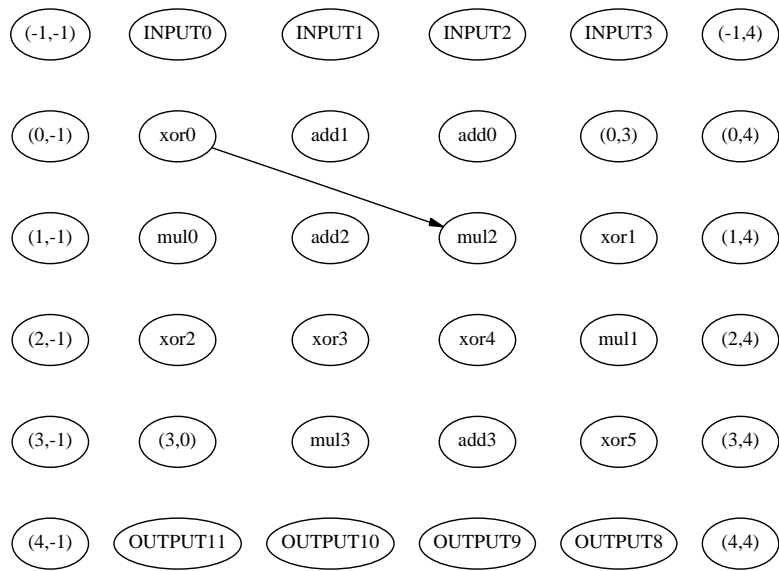 (-1,-1) INPUT0 INPUT1 INPUT2 INPUT3 (-1,4)
(0,-1) xor0 add1 add0 (0,3) (0,4)
(1,-1) mul0 add2 mul2 xor1 (1,4)
(2,-1) xor2 xor3 xor4 mul1 (2,4)
(3,-1) (3,0) mul3 add3 xor5 (3,4)
(4,-1) OUTPUT11 OUTPUT10 OUTPUT9 OUTPUT8 (4,4)